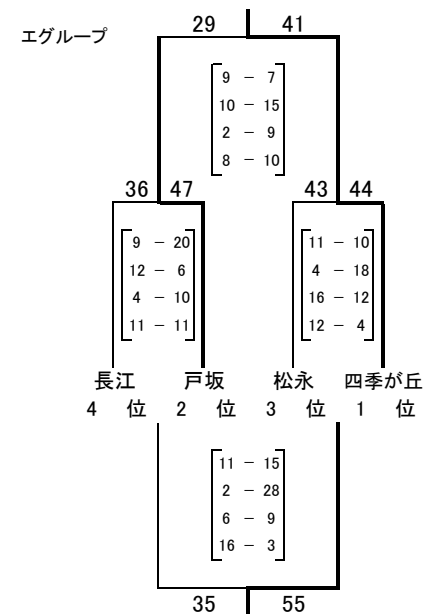 29 41
エグループ
9 － 7
10 － 15
2 － 9
8 － 10
36 47 43 44
9 － 20 11 － 10
12 － 6 4 － 18
4 － 10 16 － 12
11 － 11 12 － 4
長江 戸坂 松永 四季が丘
4 位 2 位 3 位 1 位
11 － 15
2 － 28
6 － 9
16 － 3
35 55